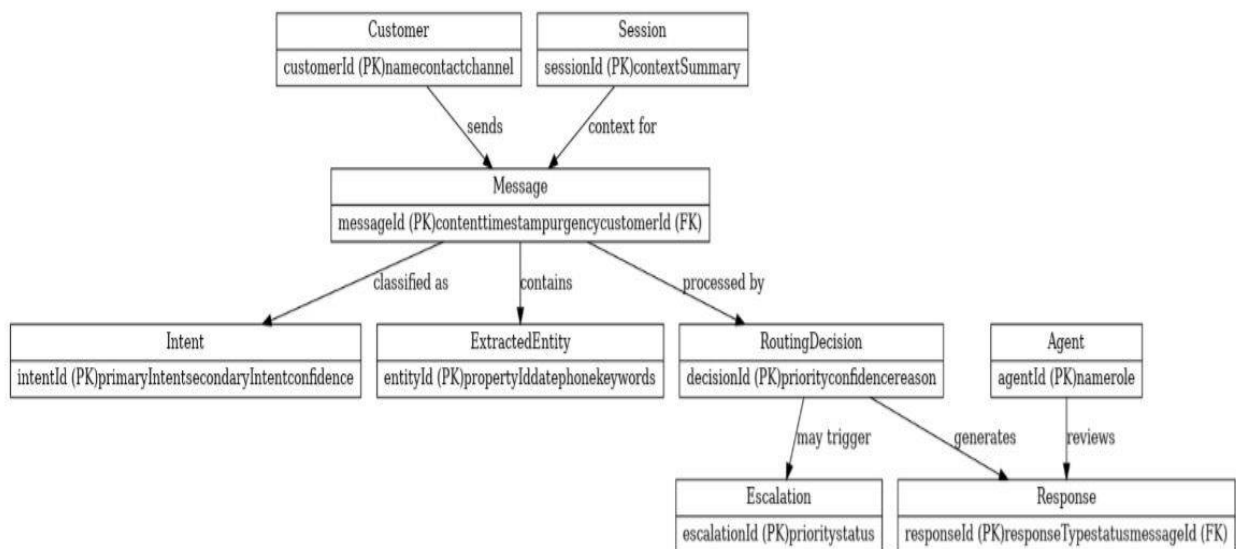 Customer
customerId (PK)namecontactchannel
Session
sessionId (PK)contextSummary
sends
context for
Message
messageId (PK)contenttimestampurgencycustomerId (FK)
classified as
contains
processed by
Intent
intentId (PK)primaryIntentsecondaryIntentconfidence
ExtractedEntity
entityId (PK)propertyIddatephonekeywords
RoutingDecision
decisionId (PK)priorityconfidencereason
Agent
agentId (PK)namerole
may trigger
generates
reviews
Escalation
escalationId (PK)prioritystatus
Response
responseId (PK)responseTypestatusmessageId (FK)